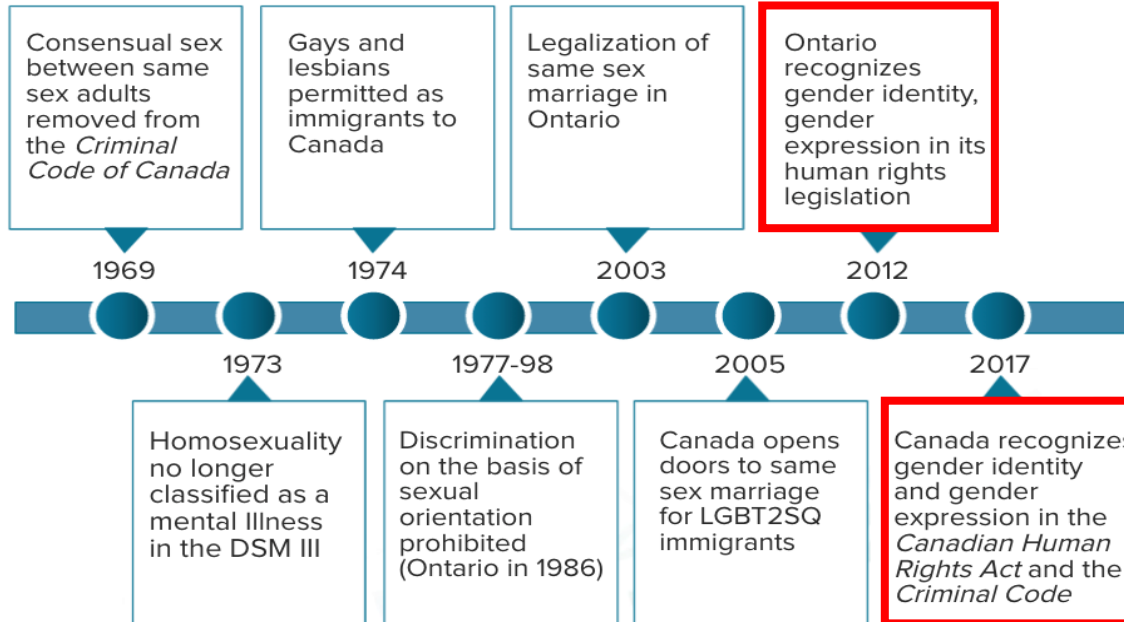 Consensual sex
between same
sex adults
removed from
the Criminal
Code of Canada
Gays and
lesbians
permitted as
immigrants to
Canada
Legalization of
same sex
marriage in
Ontario
Ontario
recognizes
gender identity,
gender
expression in its
human rights
legislation
1969
1974
2003
2012
1973
1977-98
2005
2017
Homosexuality
no longer
classified as a
mental Illness
in the DSM III
Discrimination
on the basis of
sexual
orientation
prohibited
(Ontario in 1986)
Canada opens
doors to same
sex marriage
for LGBT2SQ
immigrants
Canada recognizes
gender identity
and gender
expression in the
Canadian Human
Rights Act and the
Criminal Code